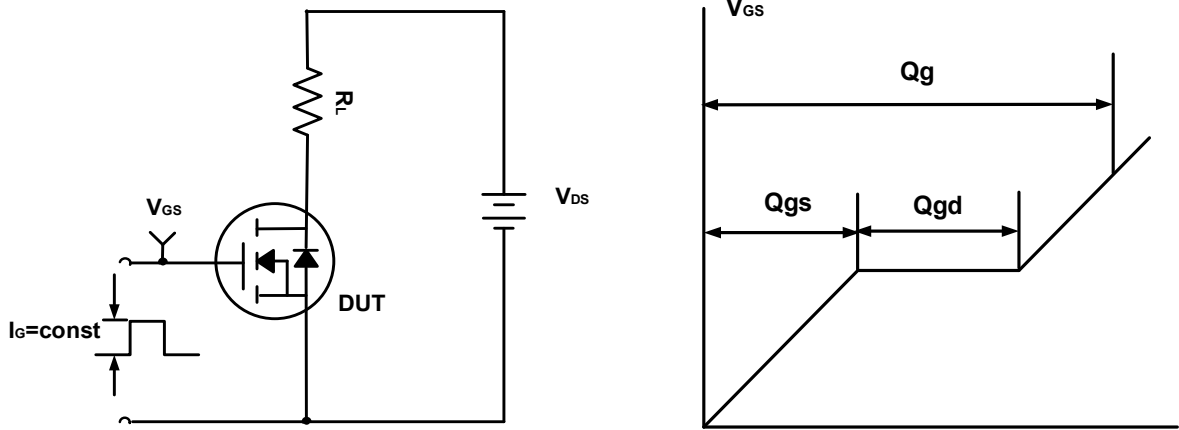 RL
VGS
VDS
DUT
IG=const
VGS
Qg
Qgs
Qgd